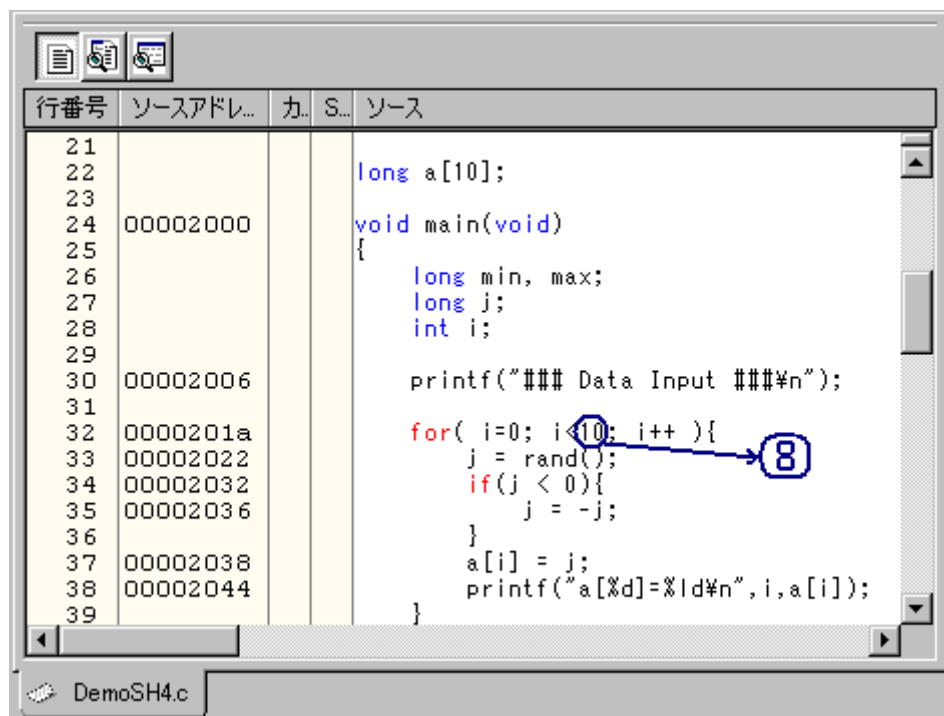 行番号 ソースアドレ... カ.. S... ソース
21
22 long a[10];
23
24 00002000 void main(void)
25 {
26 long min, max;
27 long j;
28 int i;
29
30 00002006 printf("### Data Input ###¥n");
31
32 0000201a for( i=0; i<10; i++ ){
8
33 00002022 j = rand();
34 00002032 if(j < 0){
35 00002036 j = -j;
36 }
37 00002038 a[i] = j;
38 00002044 printf("a[%d]=%ld¥n",i,a[i]);
39 }
DemoSH4.c